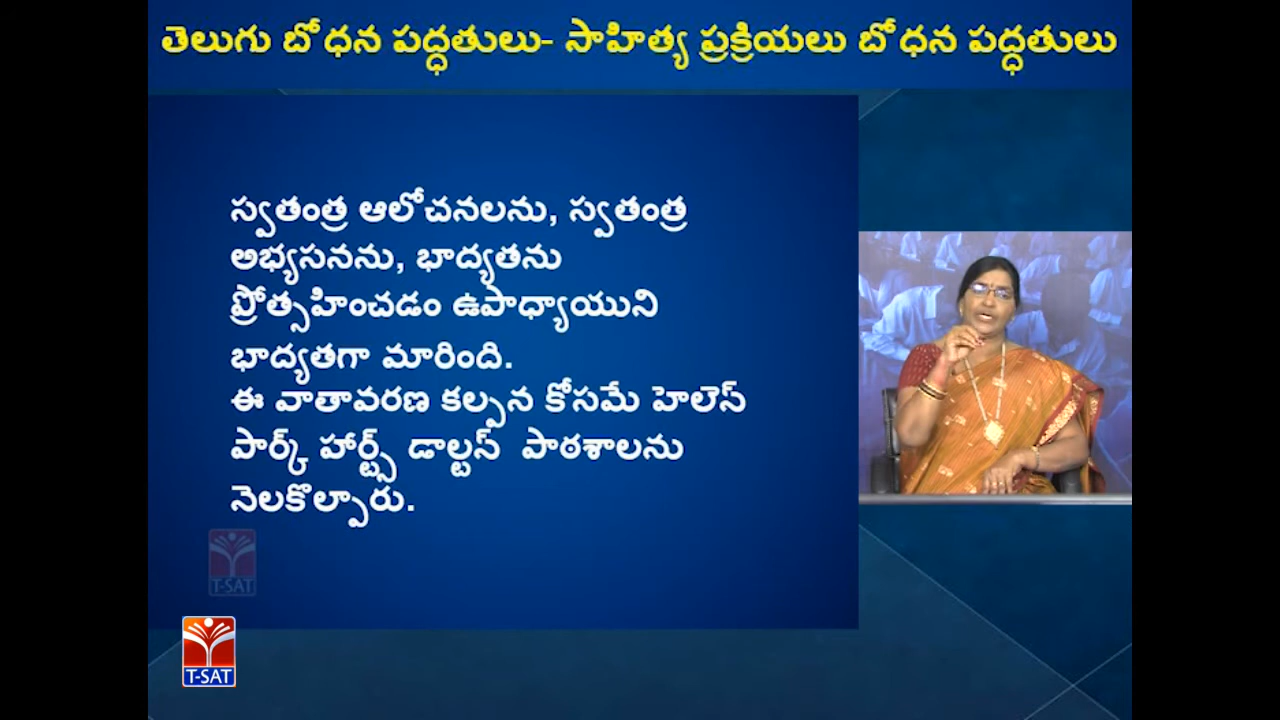 తెలుగు బోధన పద్ధతులు- సాహిత్య ప్రక్రియలు బోధన పద్ధతులు
స్వతంత్ర ఆలోచనలను, స్వతంత్ర
అభ్యసనను, భాద్యతను
ప్రోత్సహించడం ఉపాధ్యాయుని
భాద్యతగా మారింది.
ఈ వాతావరణ కల్పన కోసమే హెలెస్
పార్క్ హార్ట్స్ డాల్టన్ పాఠశాలను
నెలకొల్పారు.
T-SAT
T-SAT